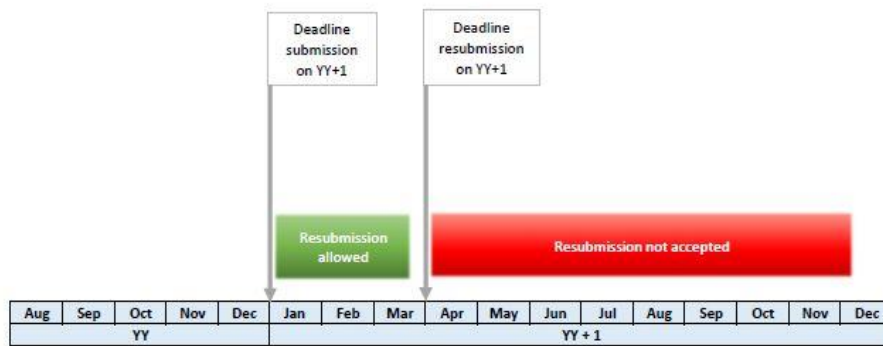 Deadline
submission
on YY+1
Deadline
resubmission
on YY+1
Resubmission
allowed
Resubmission not accepted
Aug Sep Oct Nov Dec Jan Feb Mar Apr May Jun Jul Aug Sep Oct Nov Dec
YY YY + 1